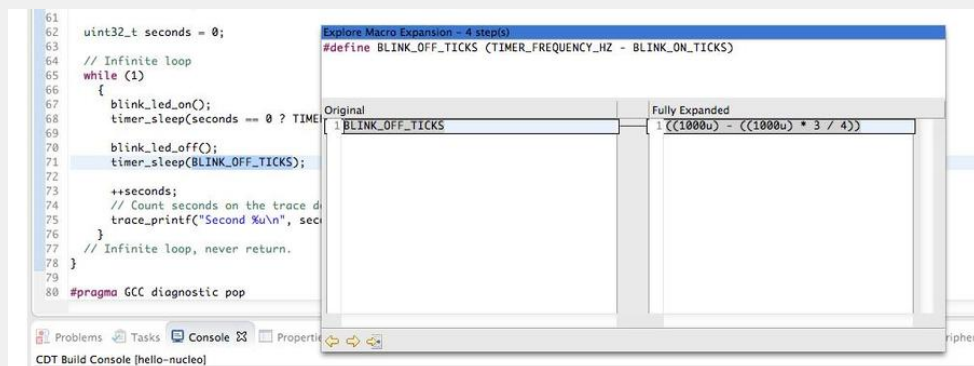 61
62 uint32_t seconds = 0;
63
64 // Infinite loop
65 while (1)
66 {
67 blink_led_on();
68 timer_sleep(seconds == 0 ? TIME
69
70 blink_led_off();
71 timer_sleep(BLINK_OFF_TICKS);
72
73 ++seconds;
74 // Count seconds on the trace d
75 trace_printf("Second %u\n", sec
76 }
77 // Infinite loop, never return.
78 }
79
80 #pragma GCC diagnostic pop
Explore Macro Expansion - 4 step(s)
#define BLINK_OFF_TICKS (TIMER_FREQUENCY_HZ - BLINK_ON_TICKS)
Original
1 BLINK_OFF_TICKS
Fully Expanded
1 ((1000u) - ((1000u) * 3 / 4))
Problems Tasks Console Properti ripher
CDT Build Console [hello-nucleo]